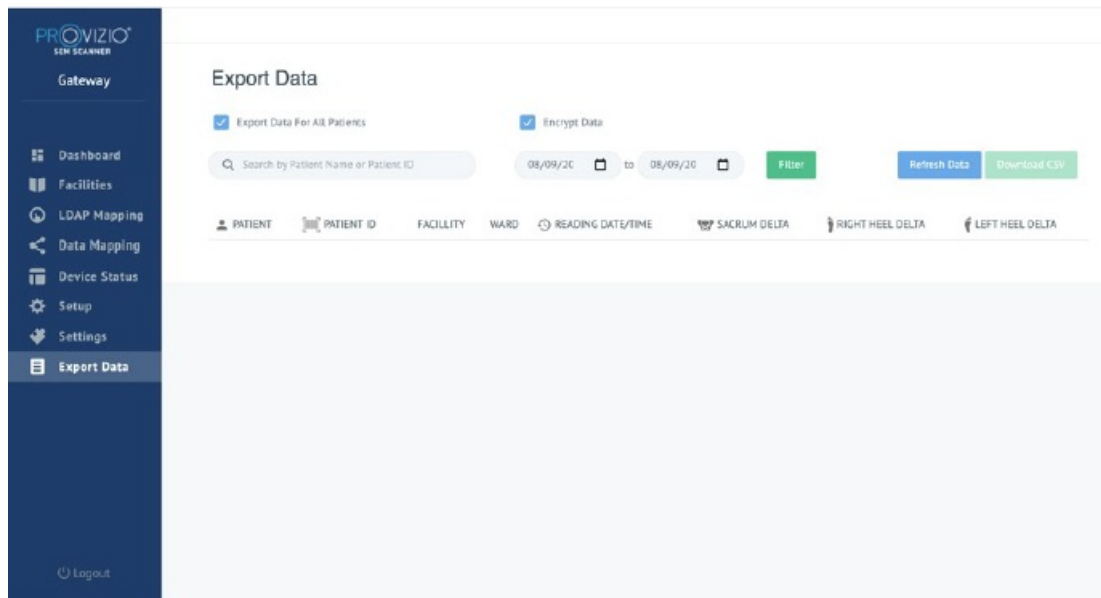 PROVIZIO®
SEM SCANNER
Gateway
Dashboard
Facilities
LDAP Mapping
Data Mapping
Device Status
Setup
Settings
Export Data
Logout
Export Data
Export Data For All Patients
Encrypt Data
Search by Patient Name or Patient ID
08/09/20 to 08/09/20
Filter
Refresh Data
Download CSV
PATIENT PATIENT ID FACILLITY WARD READING DATE/TIME SACRUM DELTA RIGHT HEEL DELTA LEFT HEEL DELTA